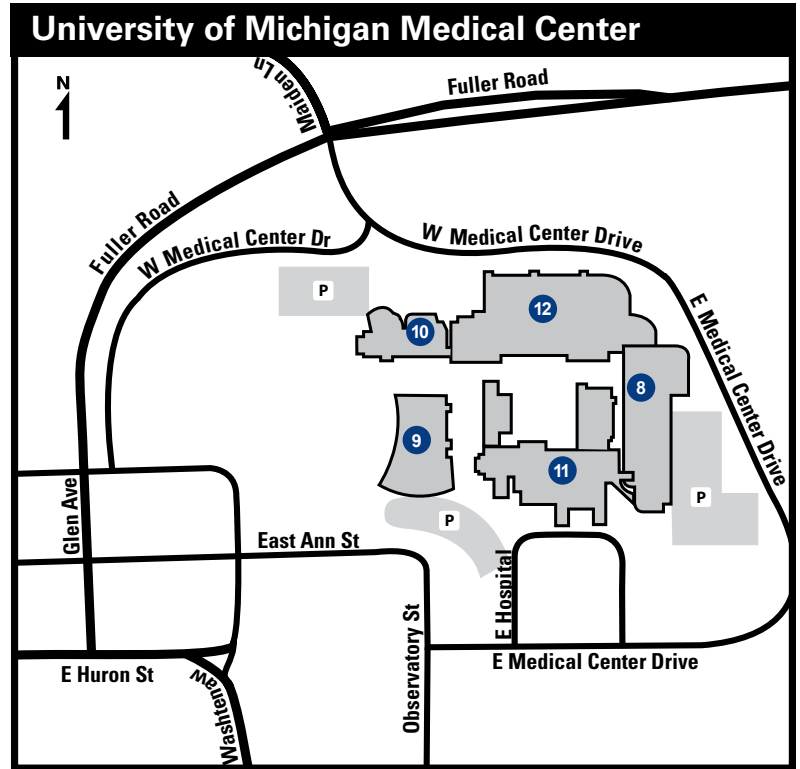 University of Michigan Medical Center
N
Maiden Ln
Fuller Road
Fuller Road
W Medical Center Dr
W Medical Center Drive
P
12
10
E Medical Center Drive
8
9
11
P
P
Glen Ave
East Ann St
E Hospital
Observatory St
E Huron St
Washtenaw
E Medical Center Drive